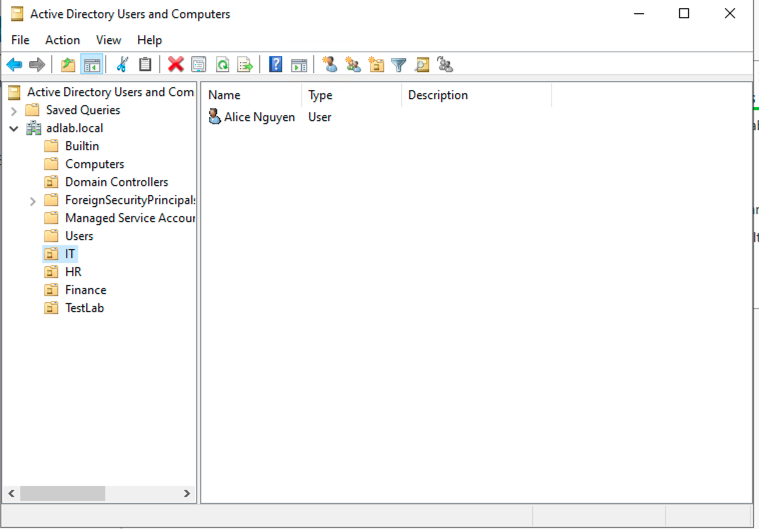 Active Directory Users and Computers
File Action View Help
Active Directory Users and Com
Saved Queries
adlab.local
Builtin
Computers
Domain Controllers
ForeignSecurityPrincipals
Managed Service Accour
Users
IT
HR
Finance
TestLab
Name Type Description
Alice Nguyen User